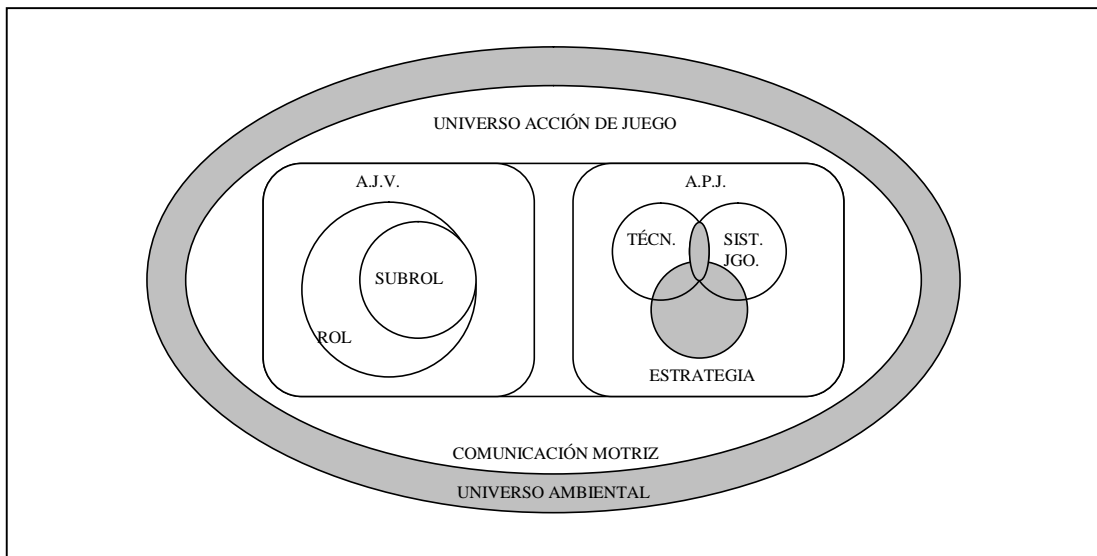 UNIVERSO ACCIÓN DE JUEGO
A.J.V.
SUBROL
ROL
A.P.J.
TÉCN.
SIST.
JGO.
ESTRATEGIA
COMUNICACIÓN MOTRIZ
UNIVERSO AMBIENTAL